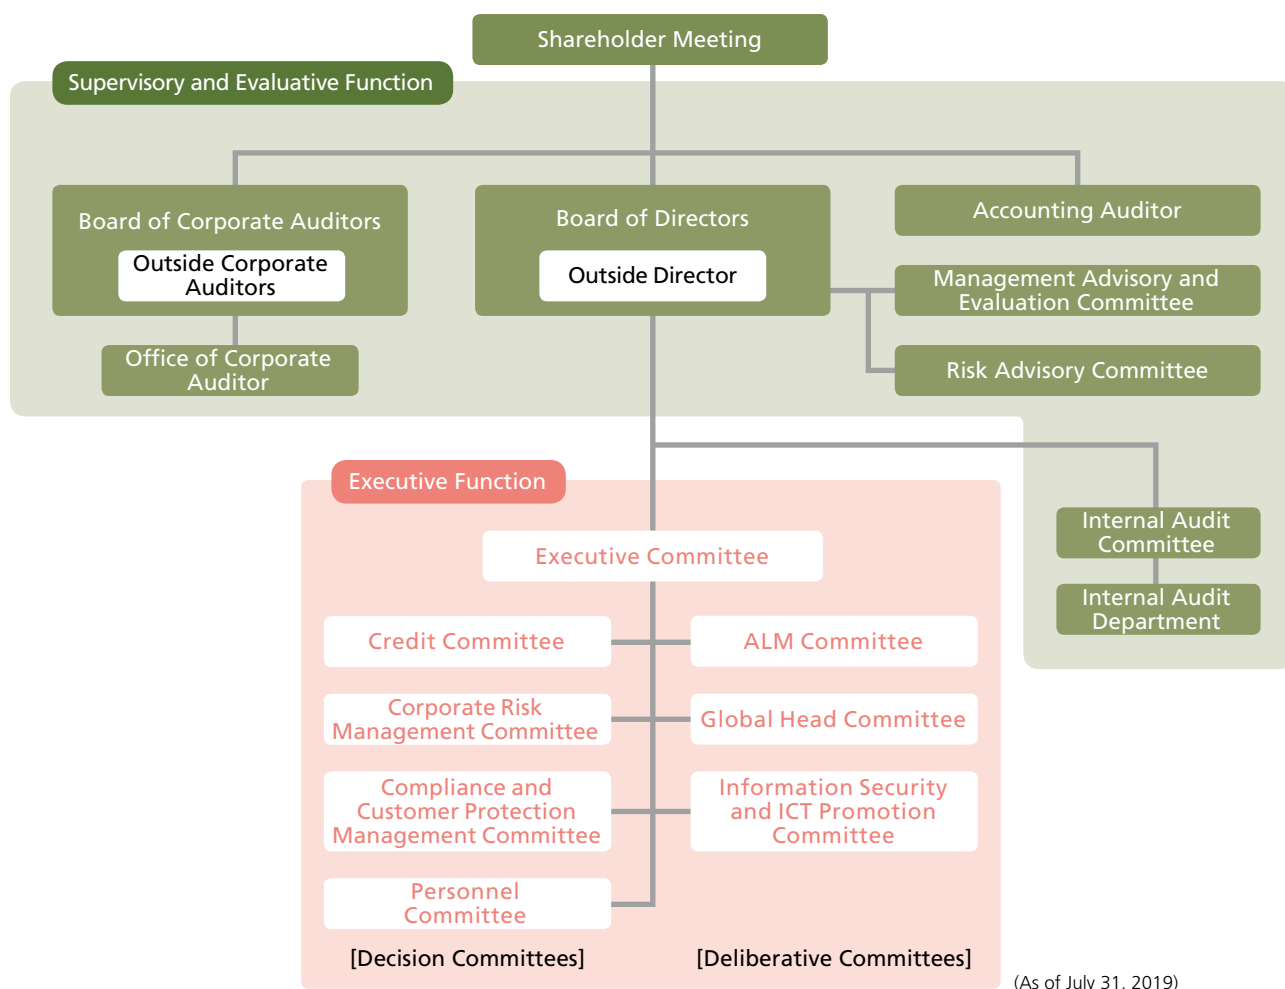 Shareholder Meeting
Supervisory and Evaluative Function
Board of Corporate Auditors
Outside Corporate
Auditors
Office of Corporate
Auditor
Board of Directors
Outside Director
Accounting Auditor
Management Advisory and
Evaluation Committee
Risk Advisory Committee
Internal Audit
Committee
Internal Audit
Department
Executive Function
Executive Committee
Credit Committee
ALM Committee
Corporate Risk
Management Committee
Global Head Committee
Compliance and
Customer Protection
Management Committee
Information Security
and ICT Promotion
Committee
Personnel
Committee
[Decision Committees]
[Deliberative Committees]
(As of July 31, 2019)